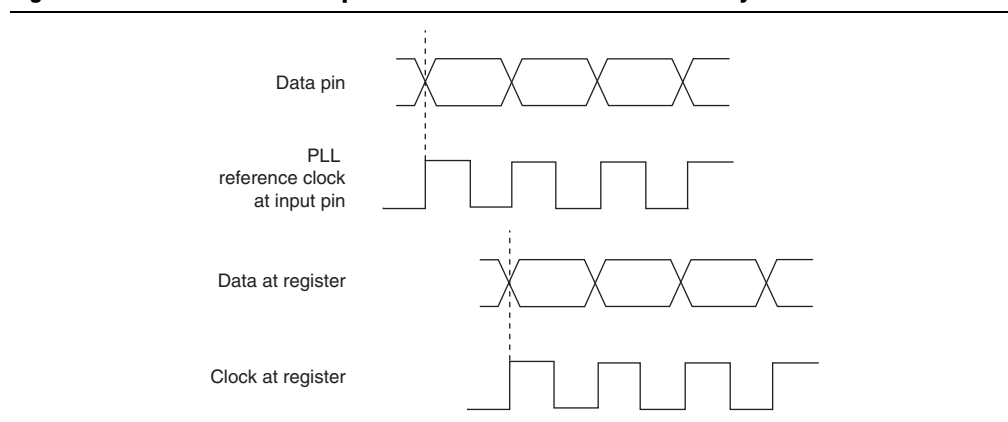 Data pin
PLL
reference clock
at input pin
Data at register
Clock at register